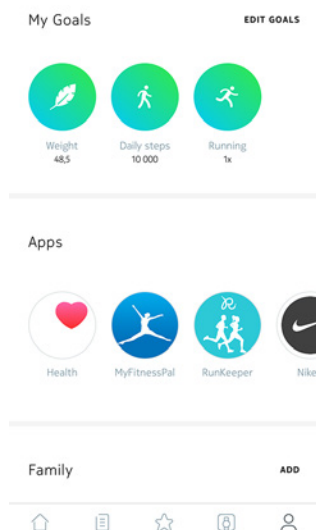 My Goals EDIT GOALS
Weight Daily steps Running
48,5 10 000 1x
Apps
Health MyFitnessPal RunKeeper Nike
Family ADD